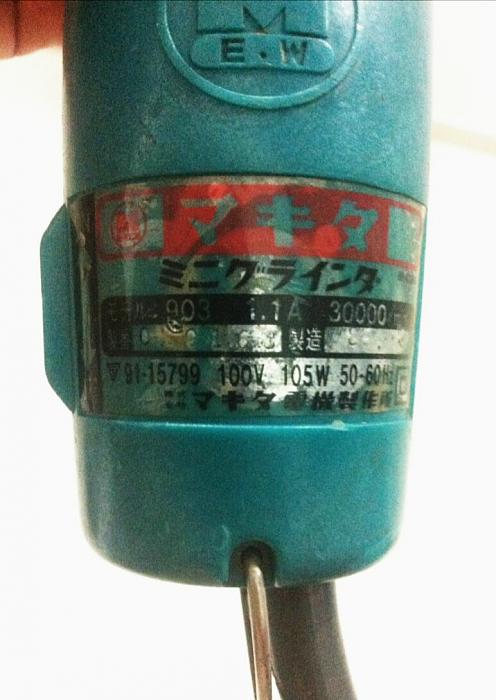 M
E・W
マキタ
ミニグラインダ
モデル 903 1.1A 30000
製造
▽91-15799 100V 105W 50-60Hz
マキタ電機製作所